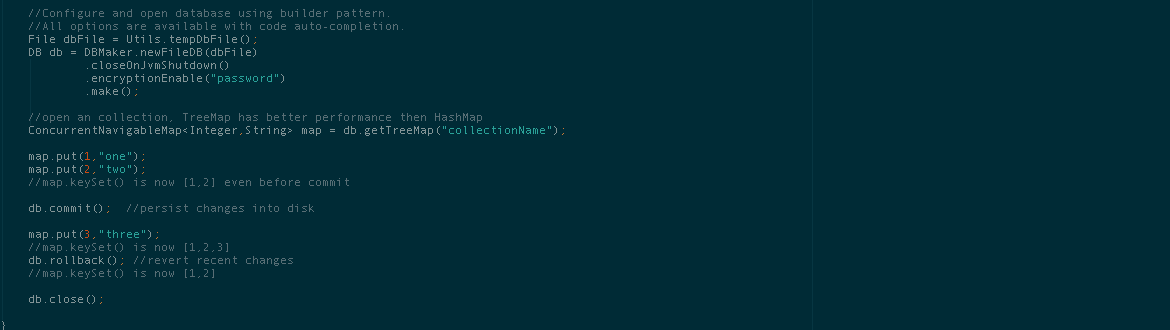 //Configure and open database using builder pattern.
//All options are available with code auto-completion.
File dbFile = Utils.tempDbFile();
DB db = DBMaker.newFileDB(dbFile)
.closeOnJvmShutdown()
.encryptionEnable("password")
.make();
//open an collection, TreeMap has better performance then HashMap
ConcurrentNavigableMap<Integer,String> map = db.getTreeMap("collectionName");
map.put(1,"one");
map.put(2,"two");
//map.keySet() is now [1,2] even before commit
db.commit();  //persist changes into disk
map.put(3,"three");
//map.keySet() is now [1,2,3]
db.rollback(); //revert recent changes
//map.keySet() is now [1,2]
db.close();
}